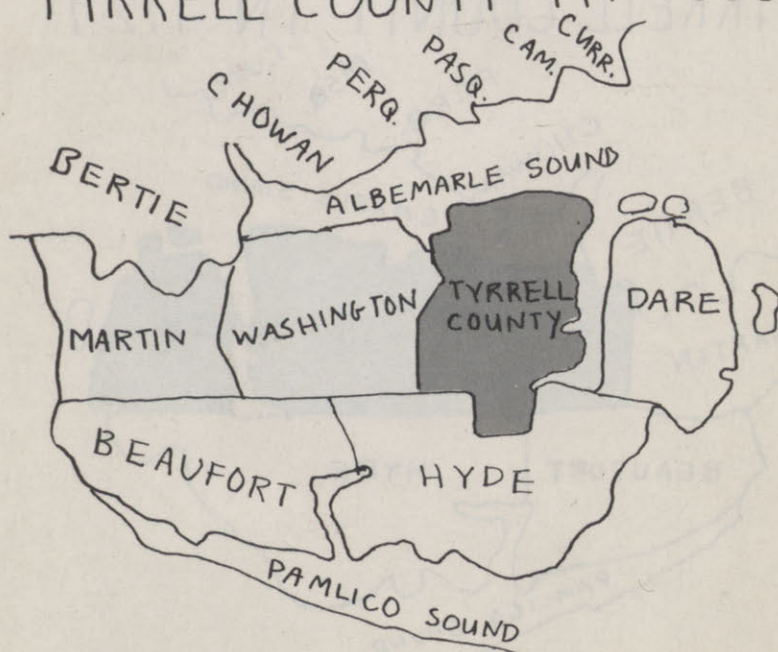 TYRRELL COUNTY
CURR.
CAM.
PASQ.
PERQ.
CHOWAN
BERTIE
ALBEMARLE SOUND
MARTIN
WASHINGTON
TYRRELL
COUNTY
DARE
BEAUFORT
HYDE
PAMLICO SOUND